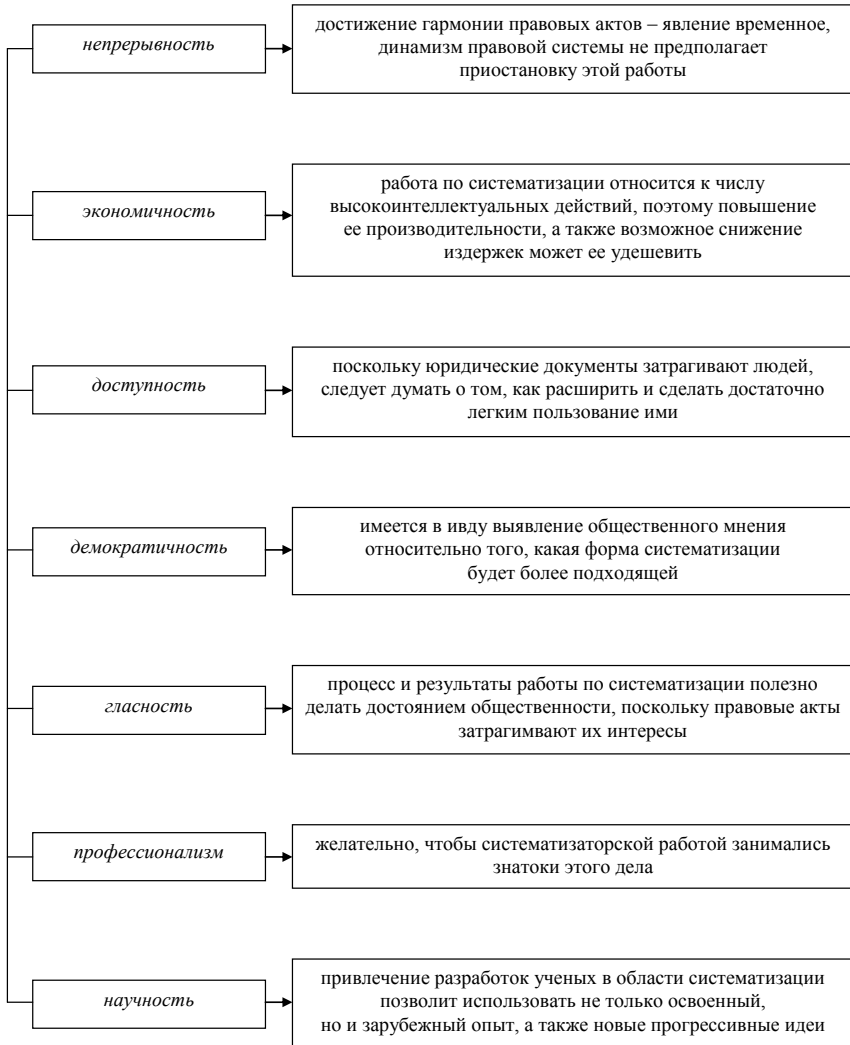 непрерывность
достижение гармонии правовых актов – явление временное,
динамизм правовой системы не предполагает
приостановку этой работы
экономичность
работа по систематизации относится к числу
высокоинтеллектуальных действий, поэтому повышение
ее производительности, а также возможное снижение
издержек может ее удешевить
доступность
поскольку юридические документы затрагивают людей,
следует думать о том, как расширить и сделать достаточно
легким пользование ими
демократичность
имеется в ивду выявление общественного мнения
относительно того, какая форма систематизации
будет более подходящей
гласность
процесс и результаты работы по систематизации полезно
делать достоянием общественности, поскольку правовые акты
затрагимвают их интересы
профессионализм
желательно, чтобы систематизаторской работой занимались
знатоки этого дела
научность
привлечение разработок ученых в области систематизации
позволит использовать не только освоенный,
но и зарубежный опыт, а также новые прогрессивные идеи